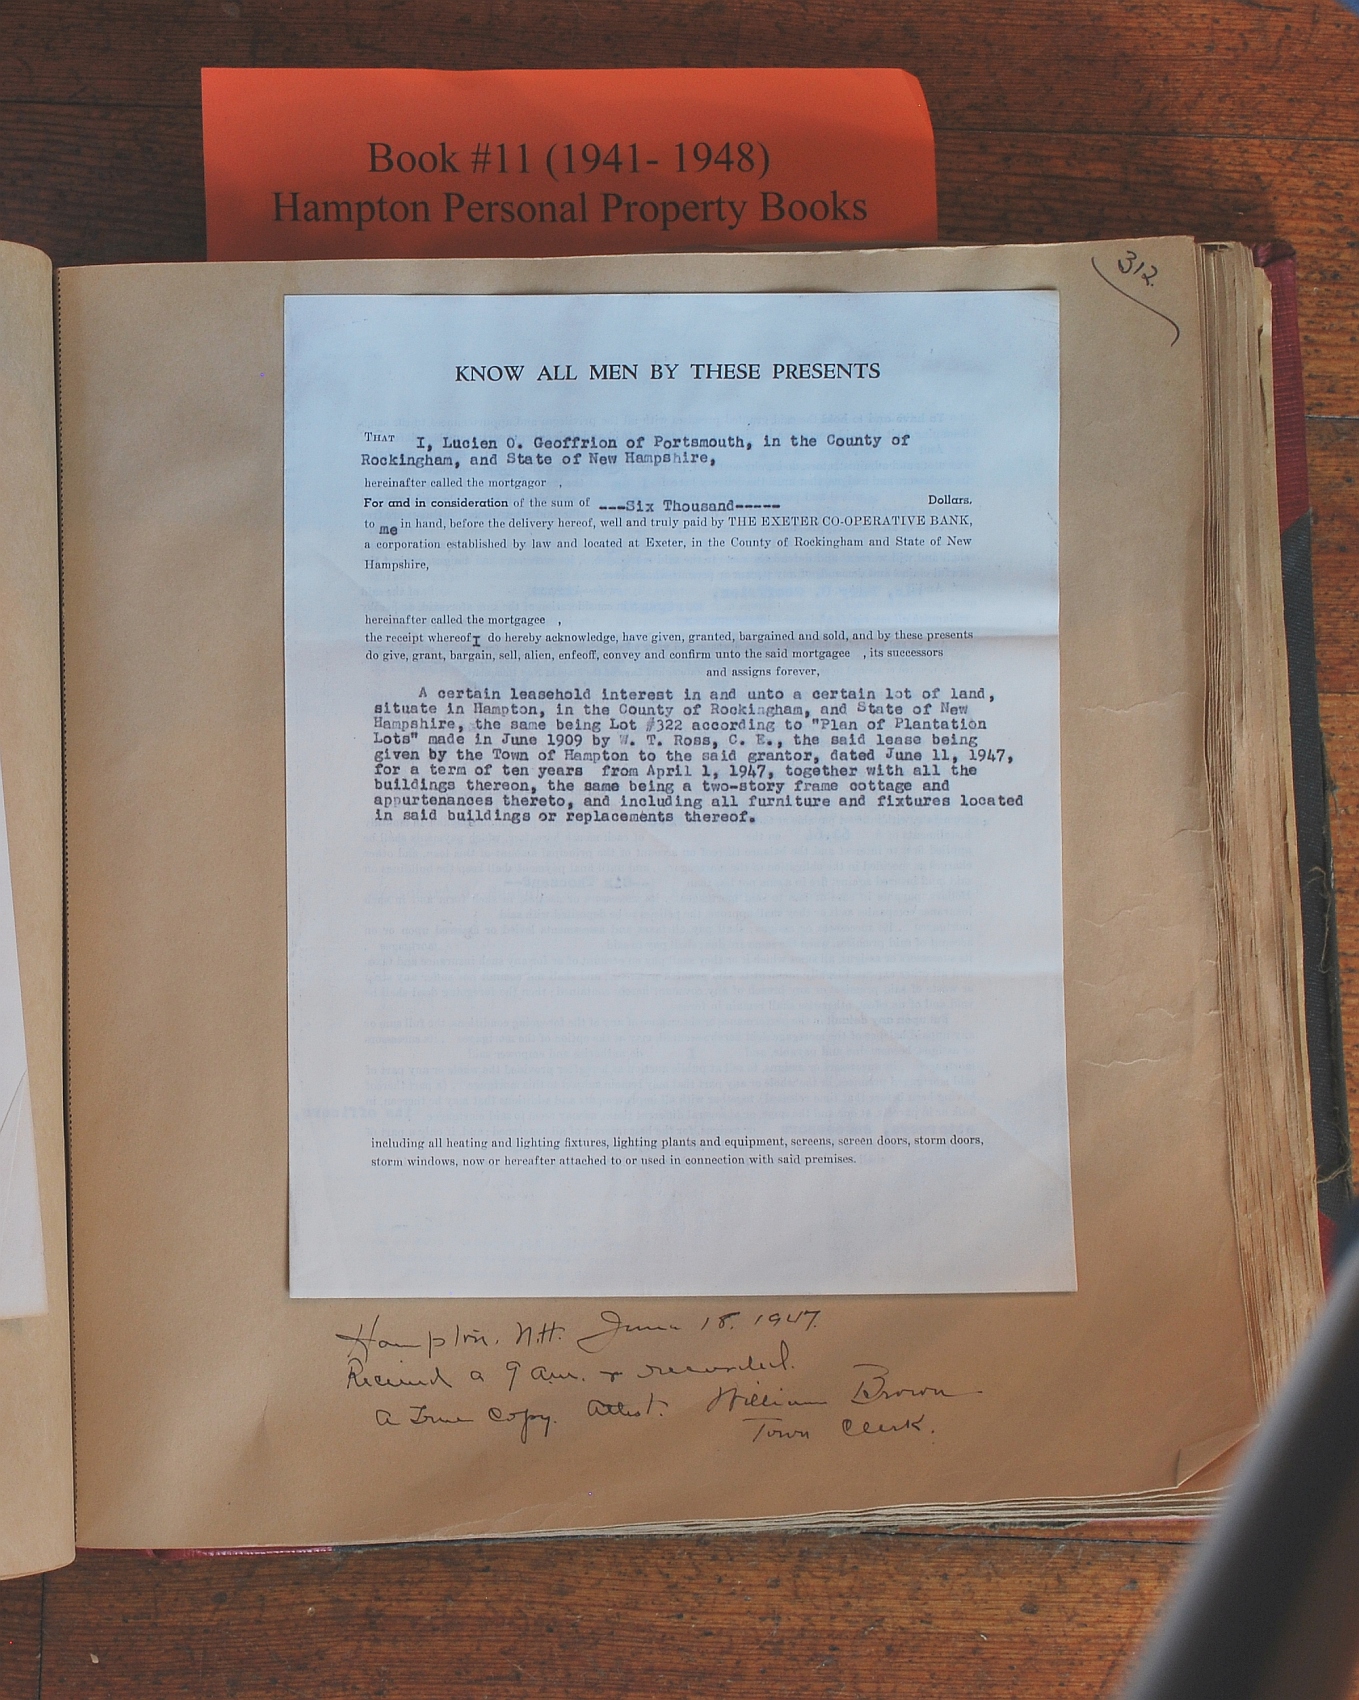 Book #11 (1941- 1948)
Hampton Personal Property Books
312.
KNOW ALL MEN BY THESE PRESENTS
THAT I, Lucien O. Geoffrion of Portsmouth, in the County of
Rockingham, and State of New Hampshire,
hereinafter called the mortgagor ,
For and in consideration of the sum of ---Six Thousand----- Dollars.
to me in hand, before the delivery hereof, well and truly paid by THE EXETER CO-OPERATIVE BANK,
a corporation established by law and located at Exeter, in the County of Rockingham and State of New
Hampshire,
hereinafter called the mortgagee ,
the receipt whereof I do hereby acknowledge, have given, granted, bargained and sold, and by these presents
do give, grant, bargain, sell, alien, enfeoff, convey and confirm unto the said mortgagee , its successors
and assigns forever,
A certain leasehold interest in and unto a certain lot of land,
situate in Hampton, in the County of Rockingham, and State of New
Hampshire, the same being Lot #322 according to "Plan of Plantation
Lots" made in June 1909 by W. T. Ross, C. E., the said lease being
given by the Town of Hampton to the said grantor, dated June 11, 1947,
for a term of ten years from April 1, 1947, together with all the
buildings thereon, the same being a two-story frame cottage and
appurtenances thereto, and including all furniture and fixtures located
in said buildings or replacements thereof.
including all heating and lighting fixtures, lighting plants and equipment, screens, screen doors, storm doors,
storm windows, now or hereafter attached to or used in connection with said premises.
Hampton. N.H. June 18. 1947.
Received a 9 a.m. & recorded.
A True Copy. Attest: William Brown
Town Clerk.